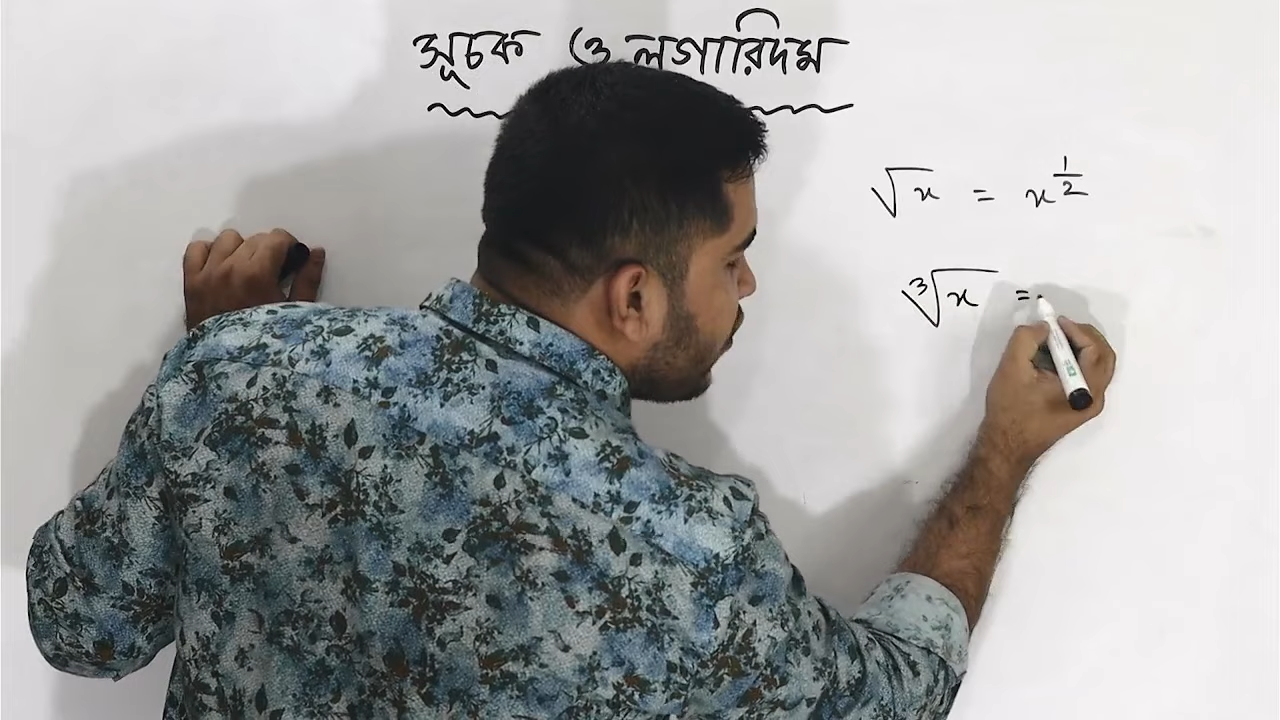 সূচক ও লগারিদম
√x = x^{1/2}
∛x =